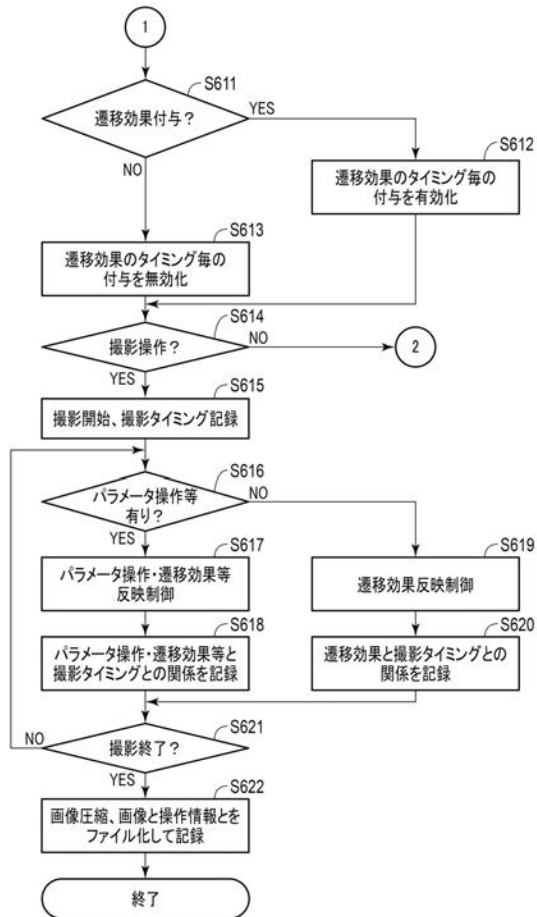 1
S611
遷移効果付与？
YES
NO
S612
遷移効果のタイミング毎の
付与を有効化
S613
遷移効果のタイミング毎の
付与を無効化
S614
撮影操作？
NO
2
YES
S615
撮影開始、撮影タイミング記録
S616
パラメータ操作等
有り？
NO
YES
S617
パラメータ操作・遷移効果等
反映制御
S619
遷移効果反映制御
S618
パラメータ操作・遷移効果等と
撮影タイミングとの関係を記録
S620
遷移効果と撮影タイミングとの
関係を記録
S621
撮影終了？
NO
YES
S622
画像圧縮、画像と操作情報とを
ファイル化して記録
終了